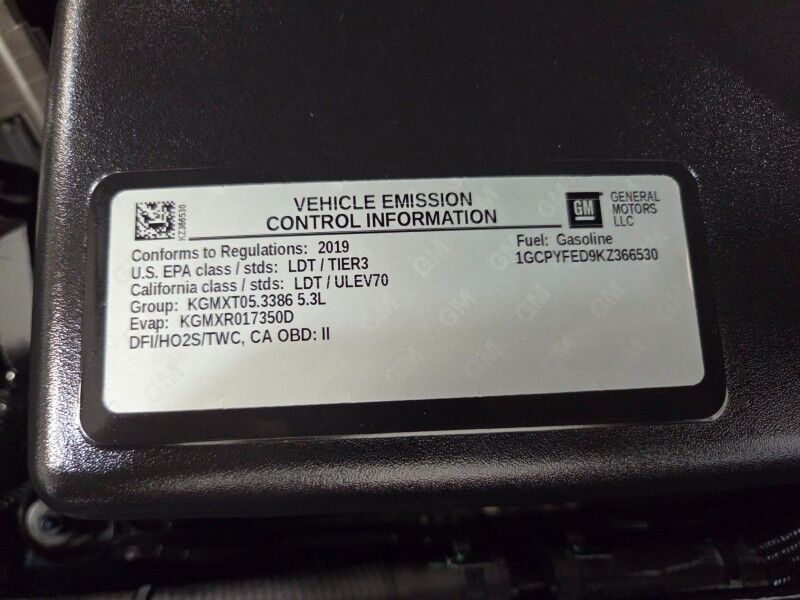 KZ366530
VEHICLE EMISSION
CONTROL INFORMATION
GM
GENERAL
MOTORS
LLC
Conforms to Regulations: 2019
U.S. EPA class / stds: LDT / TIER3
California class / stds: LDT / ULEV70
Group: KGMXT05.3386 5.3L
Evap: KGMXR017350D
DFI/HO2S/TWC, CA OBD: II
Fuel: Gasoline
1GCPYFED9KZ366530